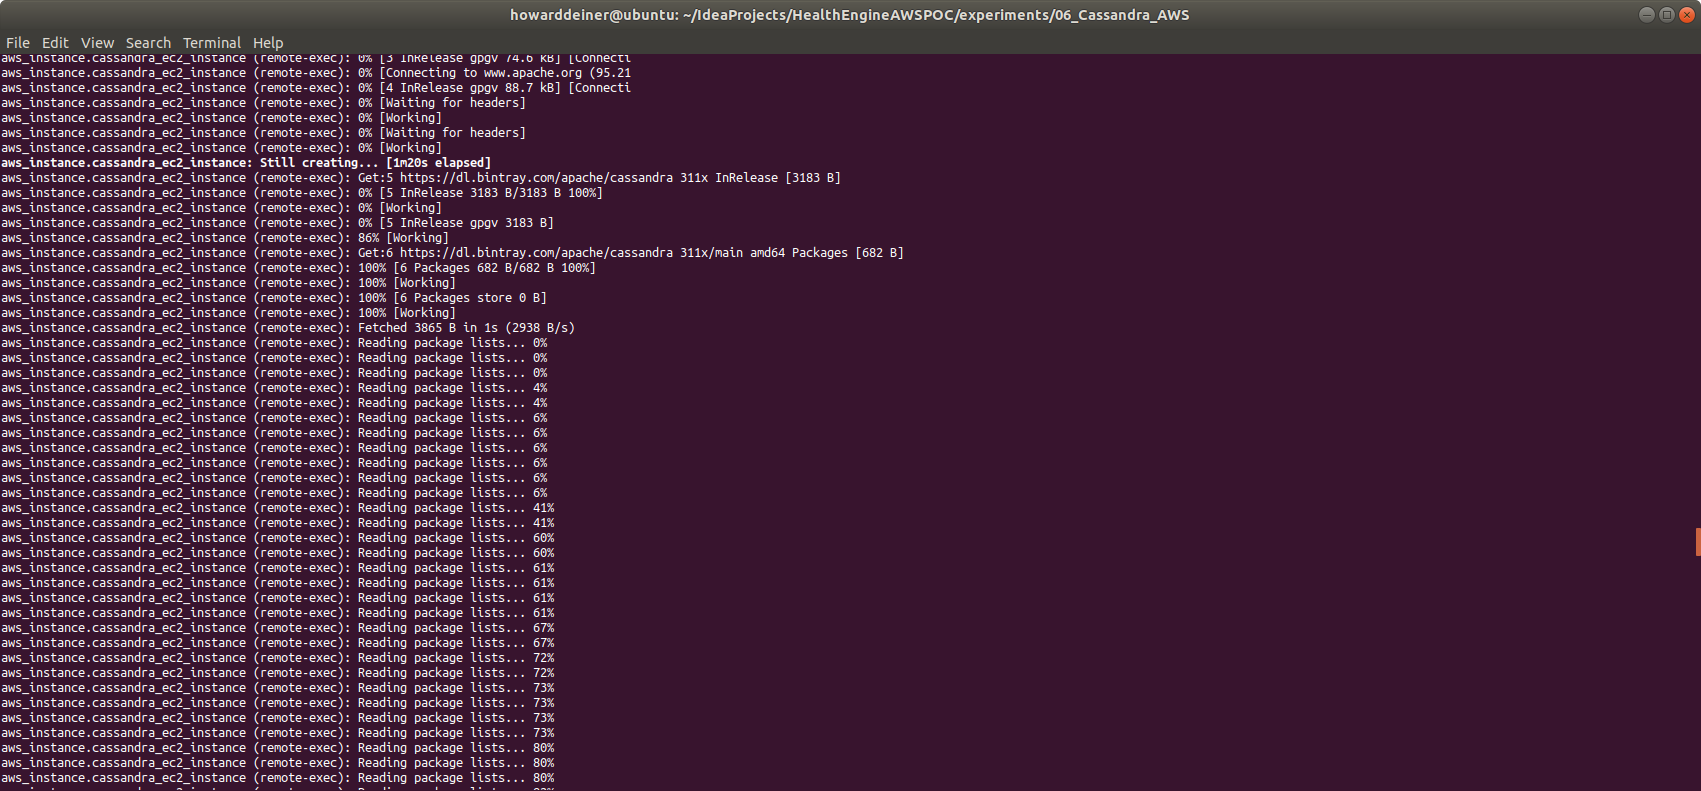 howarddeiner@ubuntu: ~/IdeaProjects/HealthEngineAWSPOC/experiments/06_Cassandra_AWS
File Edit View Search Terminal Help
aws_instance.cassandra_ec2_instance (remote-exec): 0% [3 InRelease gpgv 74.6 kB] [Connecti
aws_instance.cassandra_ec2_instance (remote-exec): 0% [Connecting to www.apache.org (95.21
aws_instance.cassandra_ec2_instance (remote-exec): 0% [4 InRelease gpgv 88.7 kB] [Connecti
aws_instance.cassandra_ec2_instance (remote-exec): 0% [Waiting for headers]
aws_instance.cassandra_ec2_instance (remote-exec): 0% [Working]
aws_instance.cassandra_ec2_instance (remote-exec): 0% [Waiting for headers]
aws_instance.cassandra_ec2_instance (remote-exec): 0% [Working]
aws_instance.cassandra_ec2_instance: Still creating... [1m20s elapsed]
aws_instance.cassandra_ec2_instance (remote-exec): Get:5 https://dl.bintray.com/apache/cassandra 311x InRelease [3183 B]
aws_instance.cassandra_ec2_instance (remote-exec): 0% [5 InRelease 3183 B/3183 B 100%]
aws_instance.cassandra_ec2_instance (remote-exec): 0% [Working]
aws_instance.cassandra_ec2_instance (remote-exec): 0% [5 InRelease gpgv 3183 B]
aws_instance.cassandra_ec2_instance (remote-exec): 86% [Working]
aws_instance.cassandra_ec2_instance (remote-exec): Get:6 https://dl.bintray.com/apache/cassandra 311x/main amd64 Packages [682 B]
aws_instance.cassandra_ec2_instance (remote-exec): 100% [6 Packages 682 B/682 B 100%]
aws_instance.cassandra_ec2_instance (remote-exec): 100% [Working]
aws_instance.cassandra_ec2_instance (remote-exec): 100% [6 Packages store 0 B]
aws_instance.cassandra_ec2_instance (remote-exec): 100% [Working]
aws_instance.cassandra_ec2_instance (remote-exec): Fetched 3865 B in 1s (2938 B/s)
aws_instance.cassandra_ec2_instance (remote-exec): Reading package lists... 0%
aws_instance.cassandra_ec2_instance (remote-exec): Reading package lists... 0%
aws_instance.cassandra_ec2_instance (remote-exec): Reading package lists... 0%
aws_instance.cassandra_ec2_instance (remote-exec): Reading package lists... 4%
aws_instance.cassandra_ec2_instance (remote-exec): Reading package lists... 4%
aws_instance.cassandra_ec2_instance (remote-exec): Reading package lists... 6%
aws_instance.cassandra_ec2_instance (remote-exec): Reading package lists... 6%
aws_instance.cassandra_ec2_instance (remote-exec): Reading package lists... 6%
aws_instance.cassandra_ec2_instance (remote-exec): Reading package lists... 6%
aws_instance.cassandra_ec2_instance (remote-exec): Reading package lists... 6%
aws_instance.cassandra_ec2_instance (remote-exec): Reading package lists... 6%
aws_instance.cassandra_ec2_instance (remote-exec): Reading package lists... 41%
aws_instance.cassandra_ec2_instance (remote-exec): Reading package lists... 41%
aws_instance.cassandra_ec2_instance (remote-exec): Reading package lists... 60%
aws_instance.cassandra_ec2_instance (remote-exec): Reading package lists... 60%
aws_instance.cassandra_ec2_instance (remote-exec): Reading package lists... 61%
aws_instance.cassandra_ec2_instance (remote-exec): Reading package lists... 61%
aws_instance.cassandra_ec2_instance (remote-exec): Reading package lists... 61%
aws_instance.cassandra_ec2_instance (remote-exec): Reading package lists... 61%
aws_instance.cassandra_ec2_instance (remote-exec): Reading package lists... 67%
aws_instance.cassandra_ec2_instance (remote-exec): Reading package lists... 67%
aws_instance.cassandra_ec2_instance (remote-exec): Reading package lists... 72%
aws_instance.cassandra_ec2_instance (remote-exec): Reading package lists... 72%
aws_instance.cassandra_ec2_instance (remote-exec): Reading package lists... 73%
aws_instance.cassandra_ec2_instance (remote-exec): Reading package lists... 73%
aws_instance.cassandra_ec2_instance (remote-exec): Reading package lists... 73%
aws_instance.cassandra_ec2_instance (remote-exec): Reading package lists... 73%
aws_instance.cassandra_ec2_instance (remote-exec): Reading package lists... 80%
aws_instance.cassandra_ec2_instance (remote-exec): Reading package lists... 80%
aws_instance.cassandra_ec2_instance (remote-exec): Reading package lists... 80%